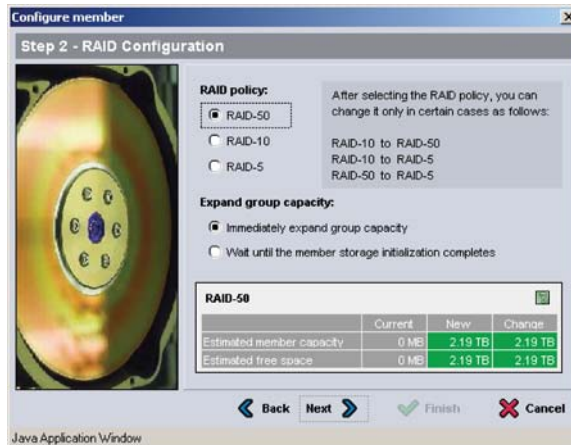 Configure member
Step 2 - RAID Configuration
RAID policy:
RAID-50
RAID-10
RAID-5
After selecting the RAID policy, you can
change it only in certain cases as follows:
RAID-10 to RAID-50
RAID-10 to RAID-5
RAID-50 to RAID-5
Expand group capacity:
Immediately expand group capacity
Wait until the member storage initialization completes
RAID-50
Current New Change
Estimated member capacity 0 MB 2.19 TB 2.19 TB
Estimated free space 0 MB 2.19 TB 2.19 TB
Back Next Finish Cancel
Java Application Window